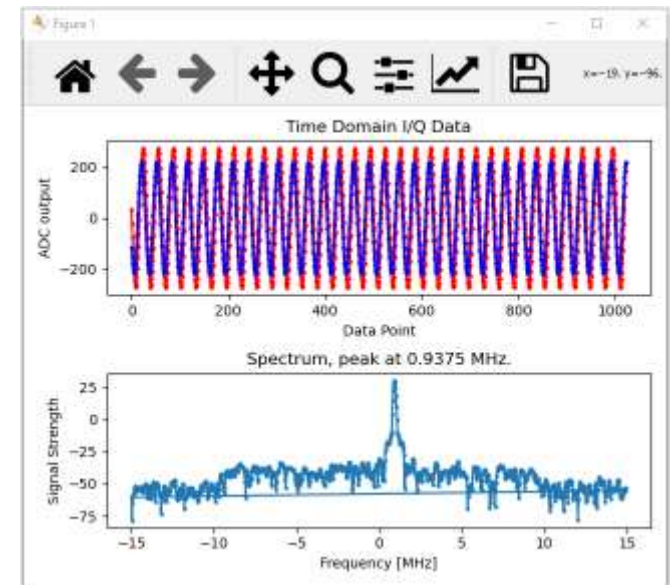 Figure 1
x=-19. y=-96.
Time Domain I/Q Data
200
0
−200
ADC output
0 200 400 600 800 1000
Data Point
Spectrum, peak at 0.9375 MHz.
25
0
−25
−50
−75
Signal Strength
−15 −10 −5 0 5 10 15
Frequency [MHz]